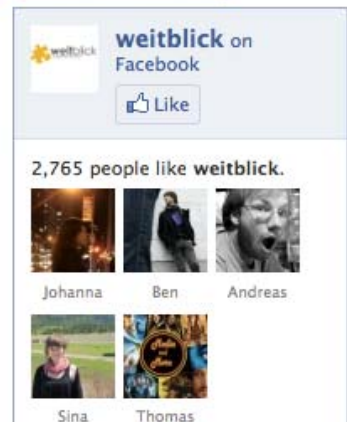 weitblick
weitblick on
Facebook
Like
2,765 people like weitblick.
Johanna Ben Andreas
Sina Thomas